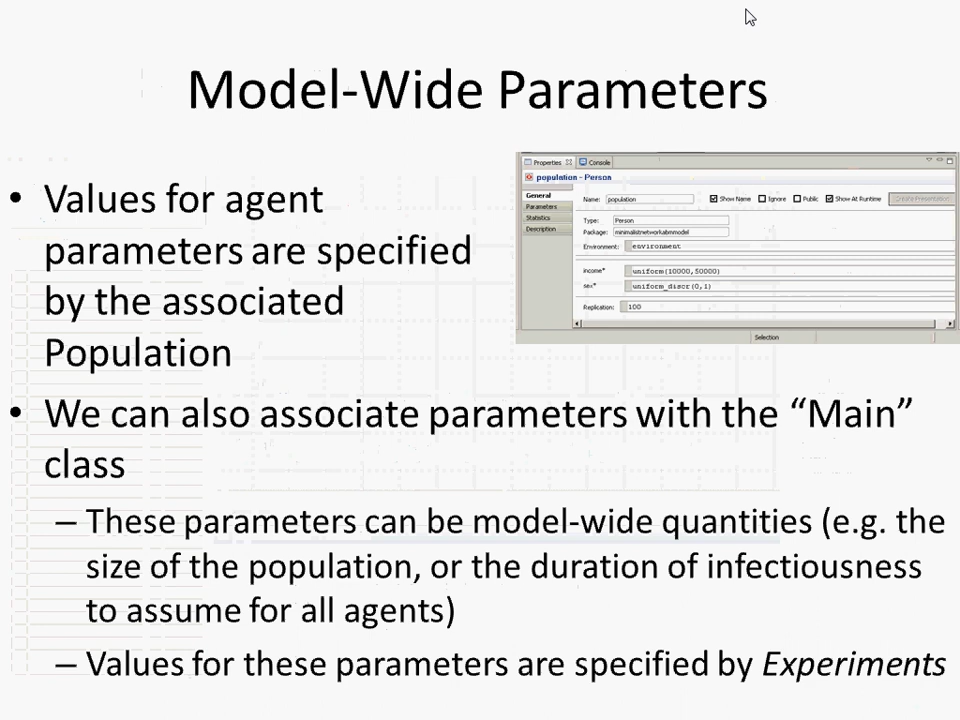 Model-Wide Parameters
• Values for agent
parameters are specified
by the associated
Population
Properties Console
population - Person
General
Parameters
Statistics
Description
Name: population Show Name Ignore Public Show At Runtime Create Presentation
Type: Person
Package: minimalistnetworkabmmodel
Environment: environment
income* uniform(10000,50000)
sex* uniform_discr(0,1)
Replication: 100
Selection
• We can also associate parameters with the “Main”
class
– These parameters can be model-wide quantities (e.g. the
size of the population, or the duration of infectiousness
to assume for all agents)
– Values for these parameters are specified by Experiments